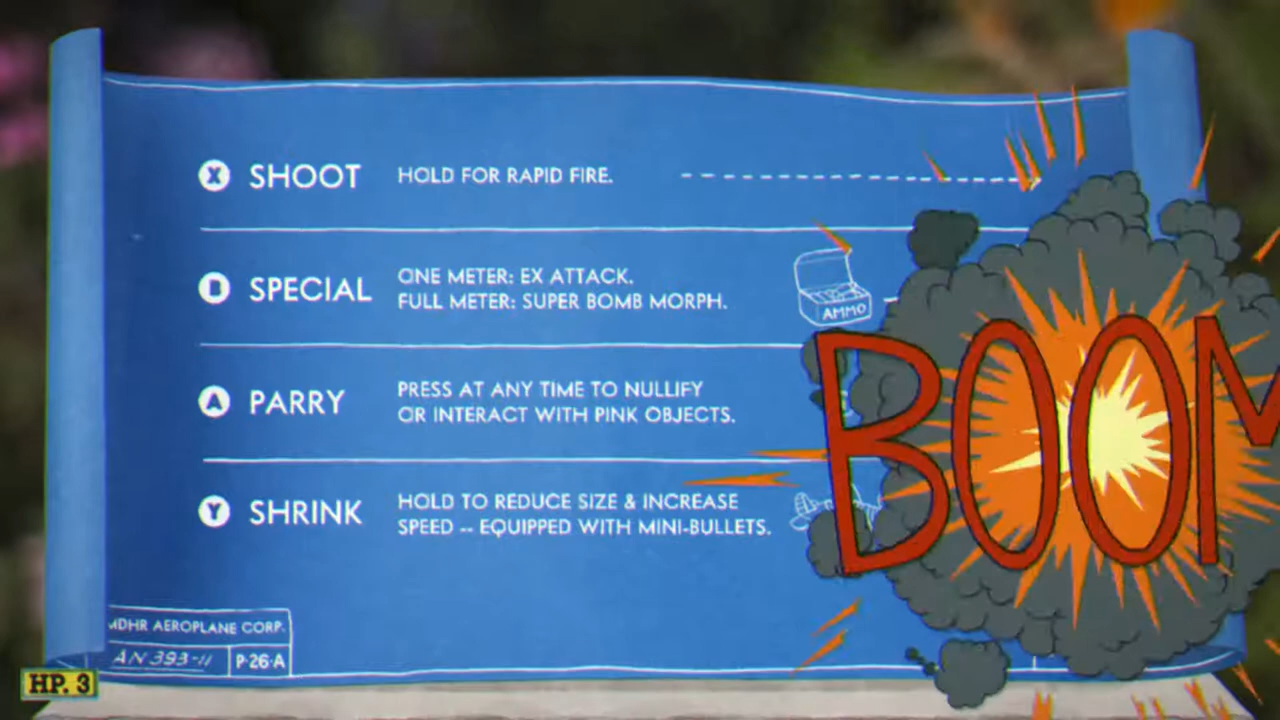 X SHOOT HOLD FOR RAPID FIRE.
B SPECIAL ONE METER: EX ATTACK.
FULL METER: SUPER BOMB MORPH.
AMMO
A PARRY PRESS AT ANY TIME TO NULLIFY
OR INTERACT WITH PINK OBJECTS.
BOOM
Y SHRINK HOLD TO REDUCE SIZE & INCREASE
SPEED -- EQUIPPED WITH MINI-BULLETS.
MDHR AEROPLANE CORP.
AN 393-11 P-26-A
HP. 3